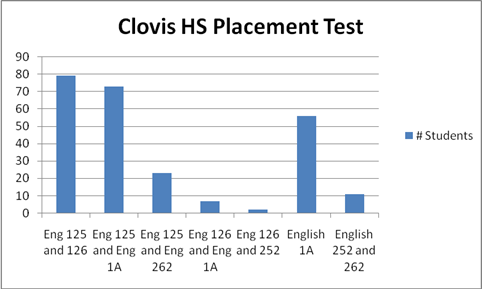 Clovis HS Placement Test
90
80
70
60
50
40
30
20
10
0
Eng 125
and 126
Eng 125
and Eng
1A
Eng 125
and Eng
262
Eng 126
and Eng
1A
Eng 126
and 252
English
1A
English
252 and
262
# Students